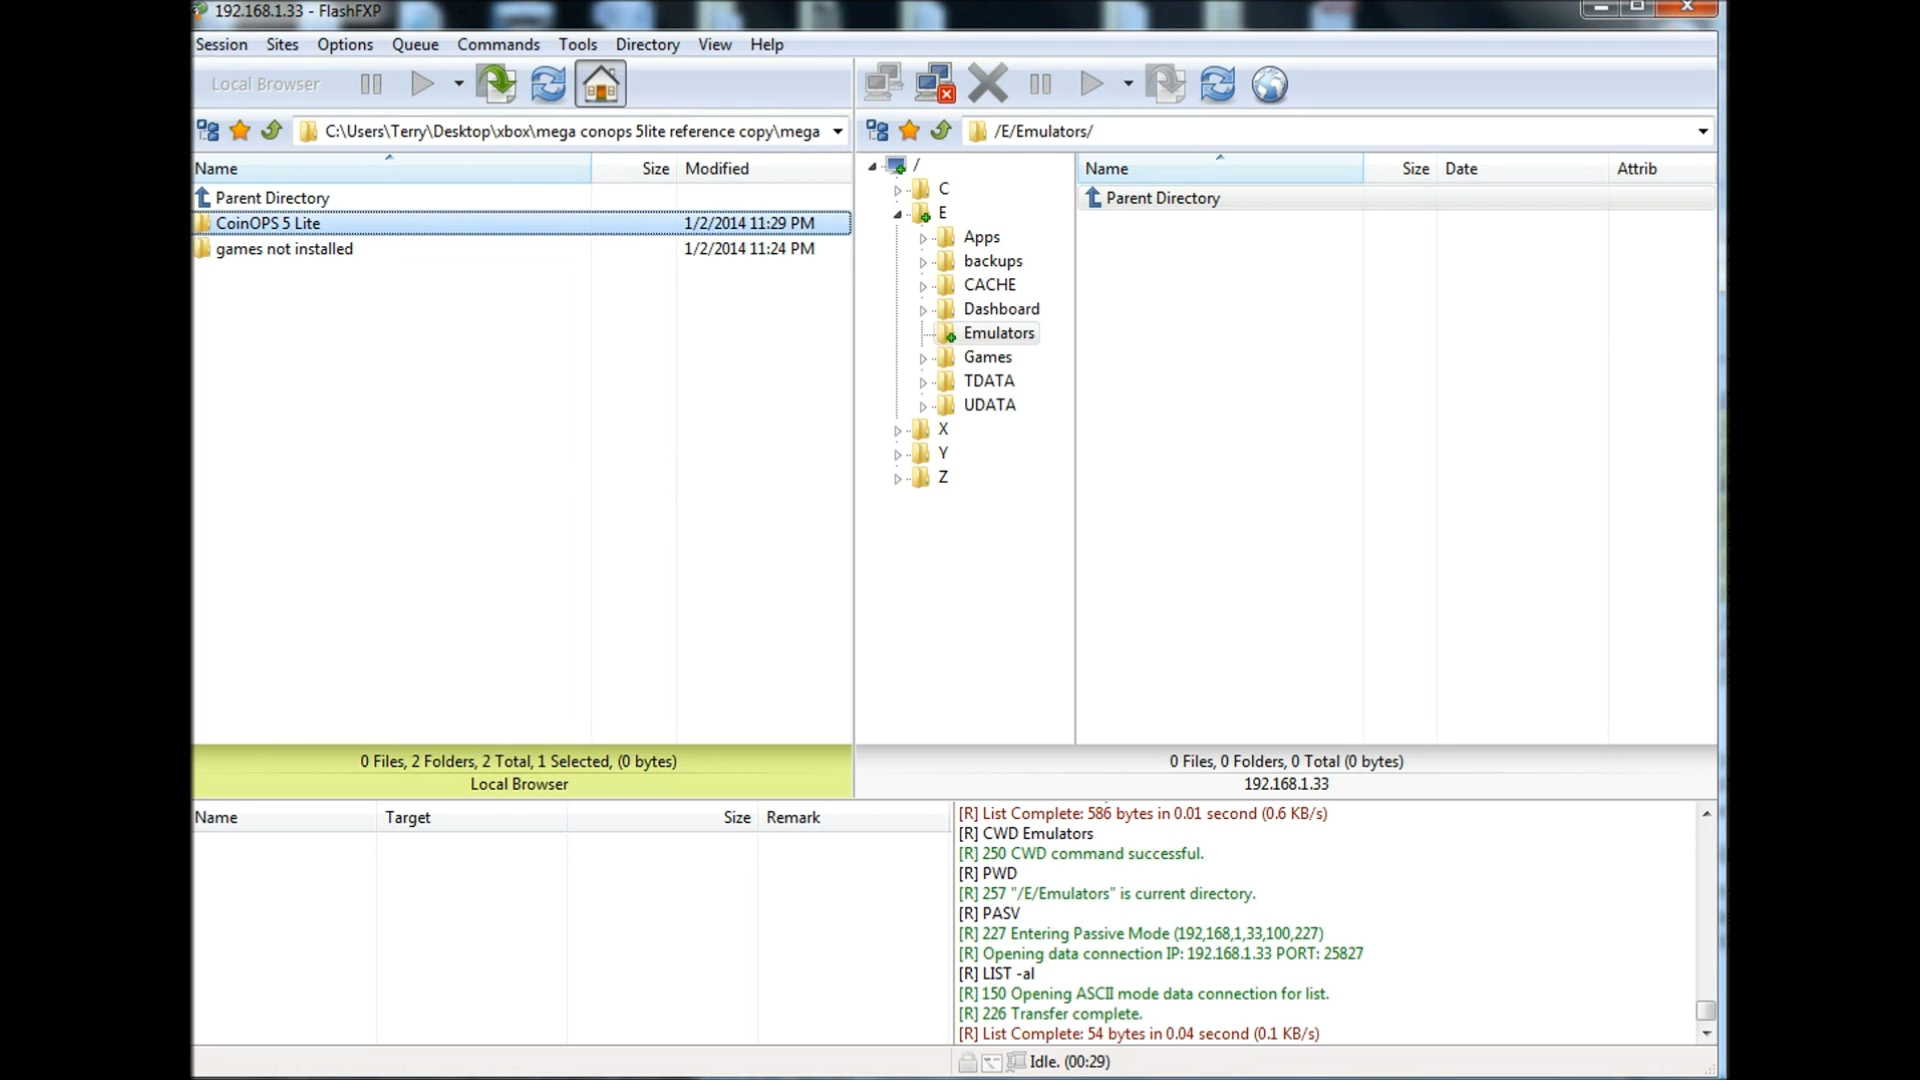 192.168.1.33 - FlashFXP
Session Sites Options Queue Commands Tools Directory View Help
Local Browser
C:\Users\Terry\Desktop\xbox\mega conops 5lite reference copy\mega
Name Size Modified
Parent Directory
CoinOPS 5 Lite 1/2/2014 11:29 PM
games not installed 1/2/2014 11:24 PM
0 Files, 2 Folders, 2 Total, 1 Selected, (0 bytes)
Local Browser
/E/Emulators/
/
C
E
Apps
backups
CACHE
Dashboard
Emulators
Games
TDATA
UDATA
X
Y
Z
Name Size Date Attrib
Parent Directory
0 Files, 0 Folders, 0 Total (0 bytes)
192.168.1.33
Name Target Size Remark
[R] List Complete: 586 bytes in 0.01 second (0.6 KB/s)
[R] CWD Emulators
[R] 250 CWD command successful.
[R] PWD
[R] 257 "/E/Emulators" is current directory.
[R] PASV
[R] 227 Entering Passive Mode (192,168,1,33,100,227)
[R] Opening data connection IP: 192.168.1.33 PORT: 25827
[R] LIST -al
[R] 150 Opening ASCII mode data connection for list.
[R] 226 Transfer complete.
[R] List Complete: 54 bytes in 0.04 second (0.1 KB/s)
Idle. (00:29)